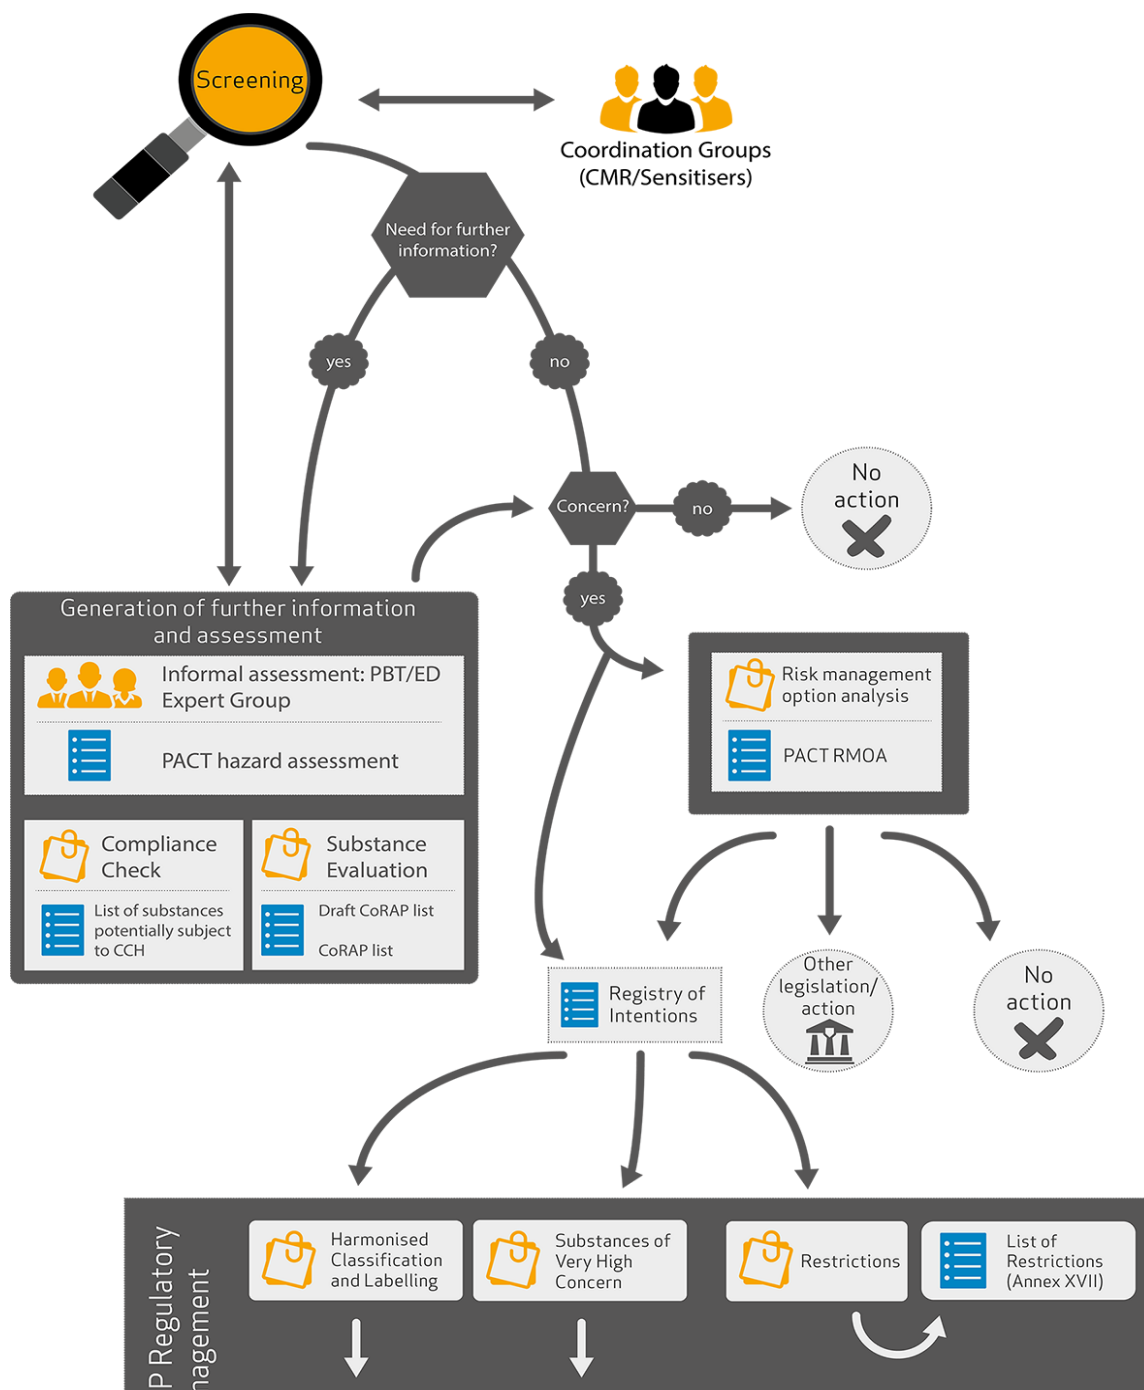 Screening
Coordination Groups
(CMR/Sensitisers)
Need for further
information?
yes
no
Concern?
no
No
action
yes
Generation of further information
and assessment
Informal assessment: PBT/ED
Expert Group
PACT hazard assessment
Compliance
Check
List of substances
potentially subject
to CCH
Substance
Evaluation
Draft CoRAP list
CoRAP list
Risk management
option analysis
PACT RMOA
Registry of
Intentions
Other
legislation/
action
No
action
P Regulatory
nagement
Harmonised
Classification
and Labelling
Substances of
Very High
Concern
Restrictions
List of
Restrictions
(Annex XVII)